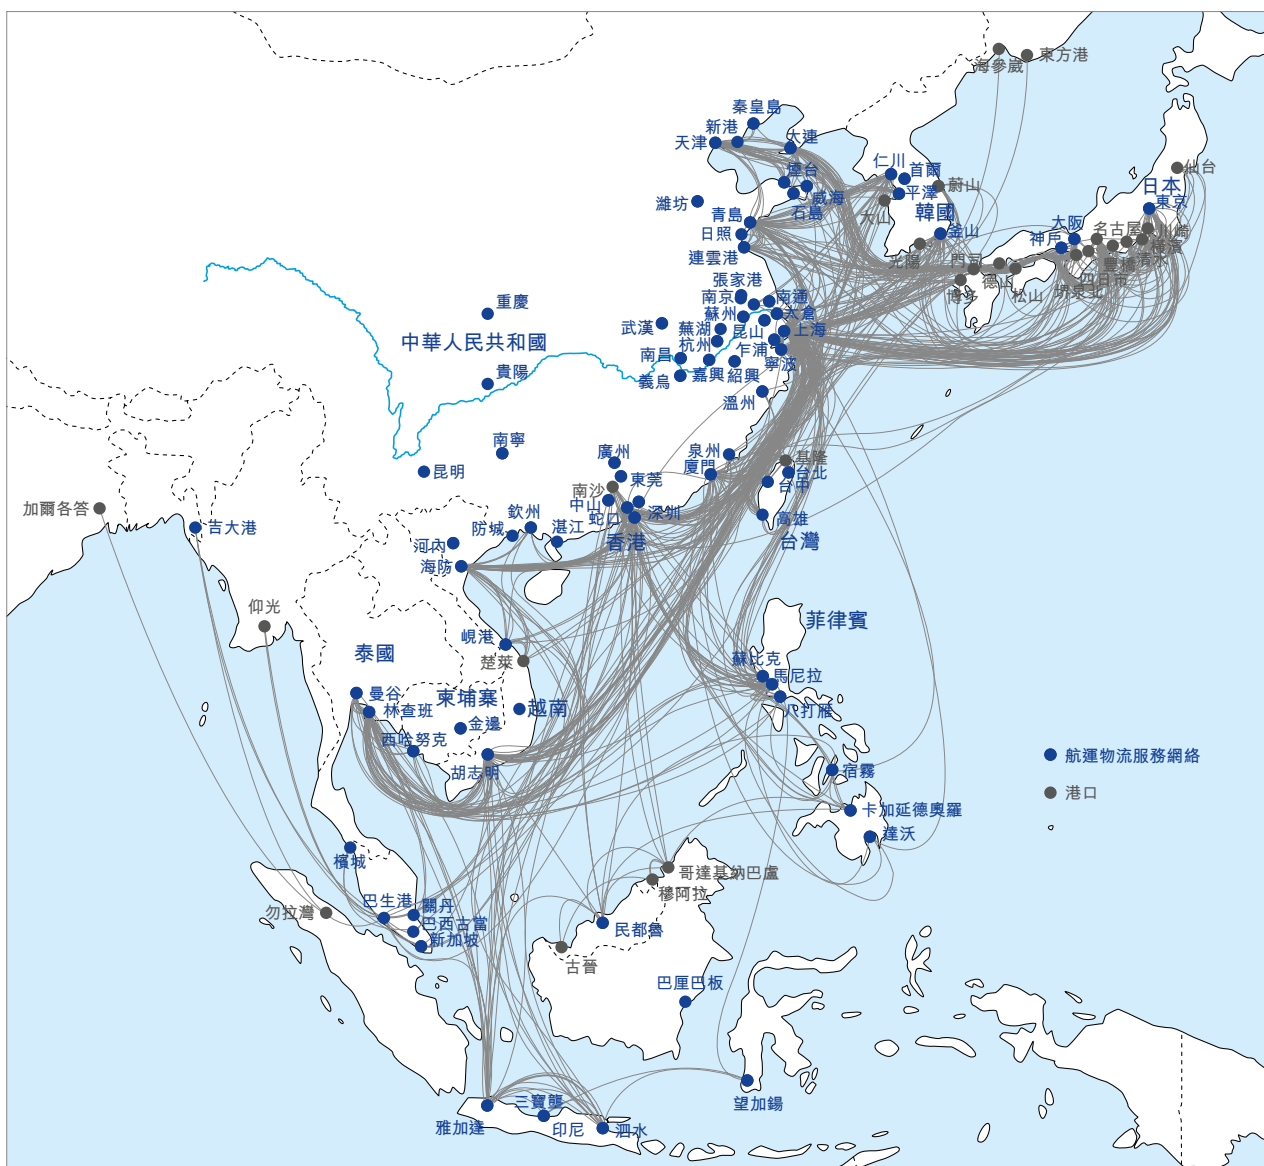 海參崴
東方港
秦皇島
新港
天津
大連
煙台
威海
石島
濰坊
青島
日照
連雲港
仁川
首爾
平澤
大山
韓國
蔚山
釜山
光陽
仙台
日本
東京
大阪
神戶
名古屋
川崎
橫濱
清水
豐橋
四日市
堺泉北
門司
德山
松山
博多
張家港
南京
南通
蘇州
太倉
昆山
上海
武漢
蕪湖
杭州
乍浦
寧波
南昌
義烏
嘉興
紹興
溫州
重慶
中華人民共和國
貴陽
南寧
昆明
廣州
東莞
南沙
中山
蛇口
深圳
香港
泉州
廈門
基隆
台北
台中
高雄
台灣
欽州
防城
湛江
河內
海防
加爾各答
吉大港
仰光
峴港
楚萊
泰國
曼谷
林查班
柬埔寨
金邊
西哈努克
越南
胡志明
菲律賓
蘇比克
馬尼拉
八打雁
宿霧
卡加延德奧羅
達沃
航運物流服務網絡
港口
檳城
巴生港
關丹
巴西古當
新加坡
勿拉灣
哥達基納巴盧
穆阿拉
民都魯
古晉
巴厘巴板
望加錫
三寶壟
雅加達
印尼
泗水